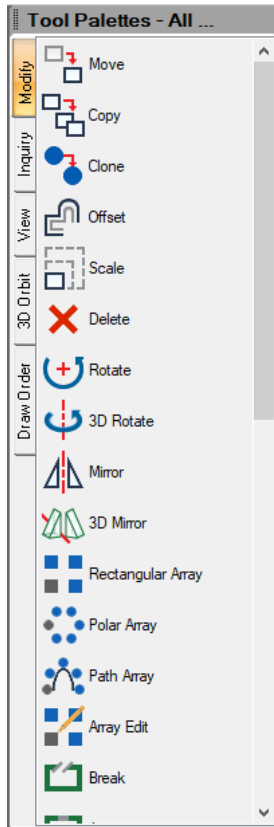 Tool Palettes - All ...
Modify
Inquiry
View
3D Orbit
Draw Order
Move
Copy
Clone
Offset
Scale
Delete
Rotate
3D Rotate
Mirror
3D Mirror
Rectangular Array
Polar Array
Path Array
Array Edit
Break